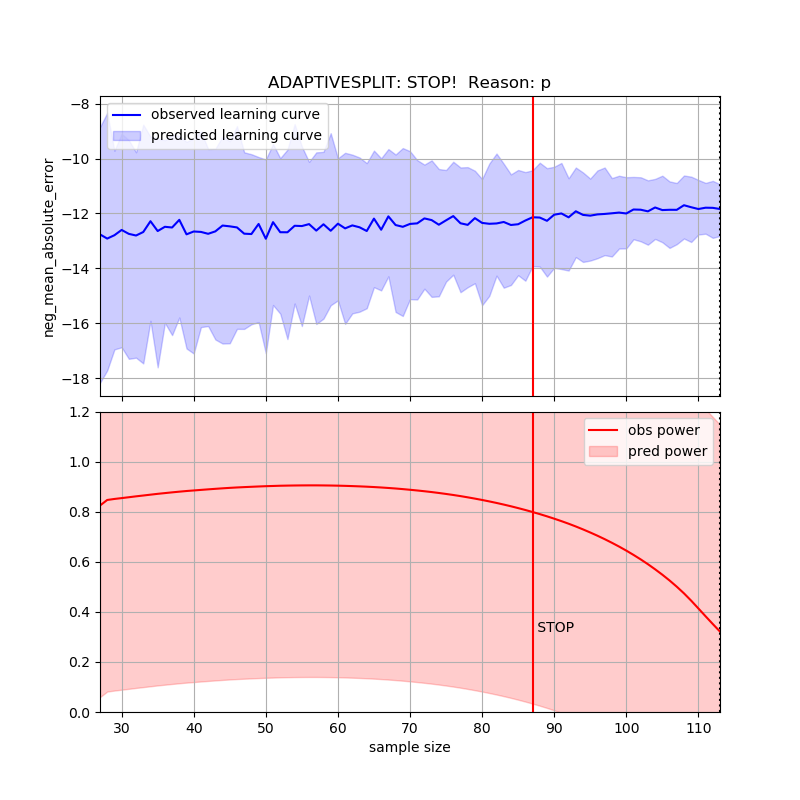 ADAPTIVESPLIT: STOP!  Reason: p
observed learning curve
predicted learning curve
neg_mean_absolute_error
−8
−10
−12
−14
−16
−18
obs power
pred power
STOP
1.2
1.0
0.8
0.6
0.4
0.2
0.0
30 40 50 60 70 80 90 100 110
sample size